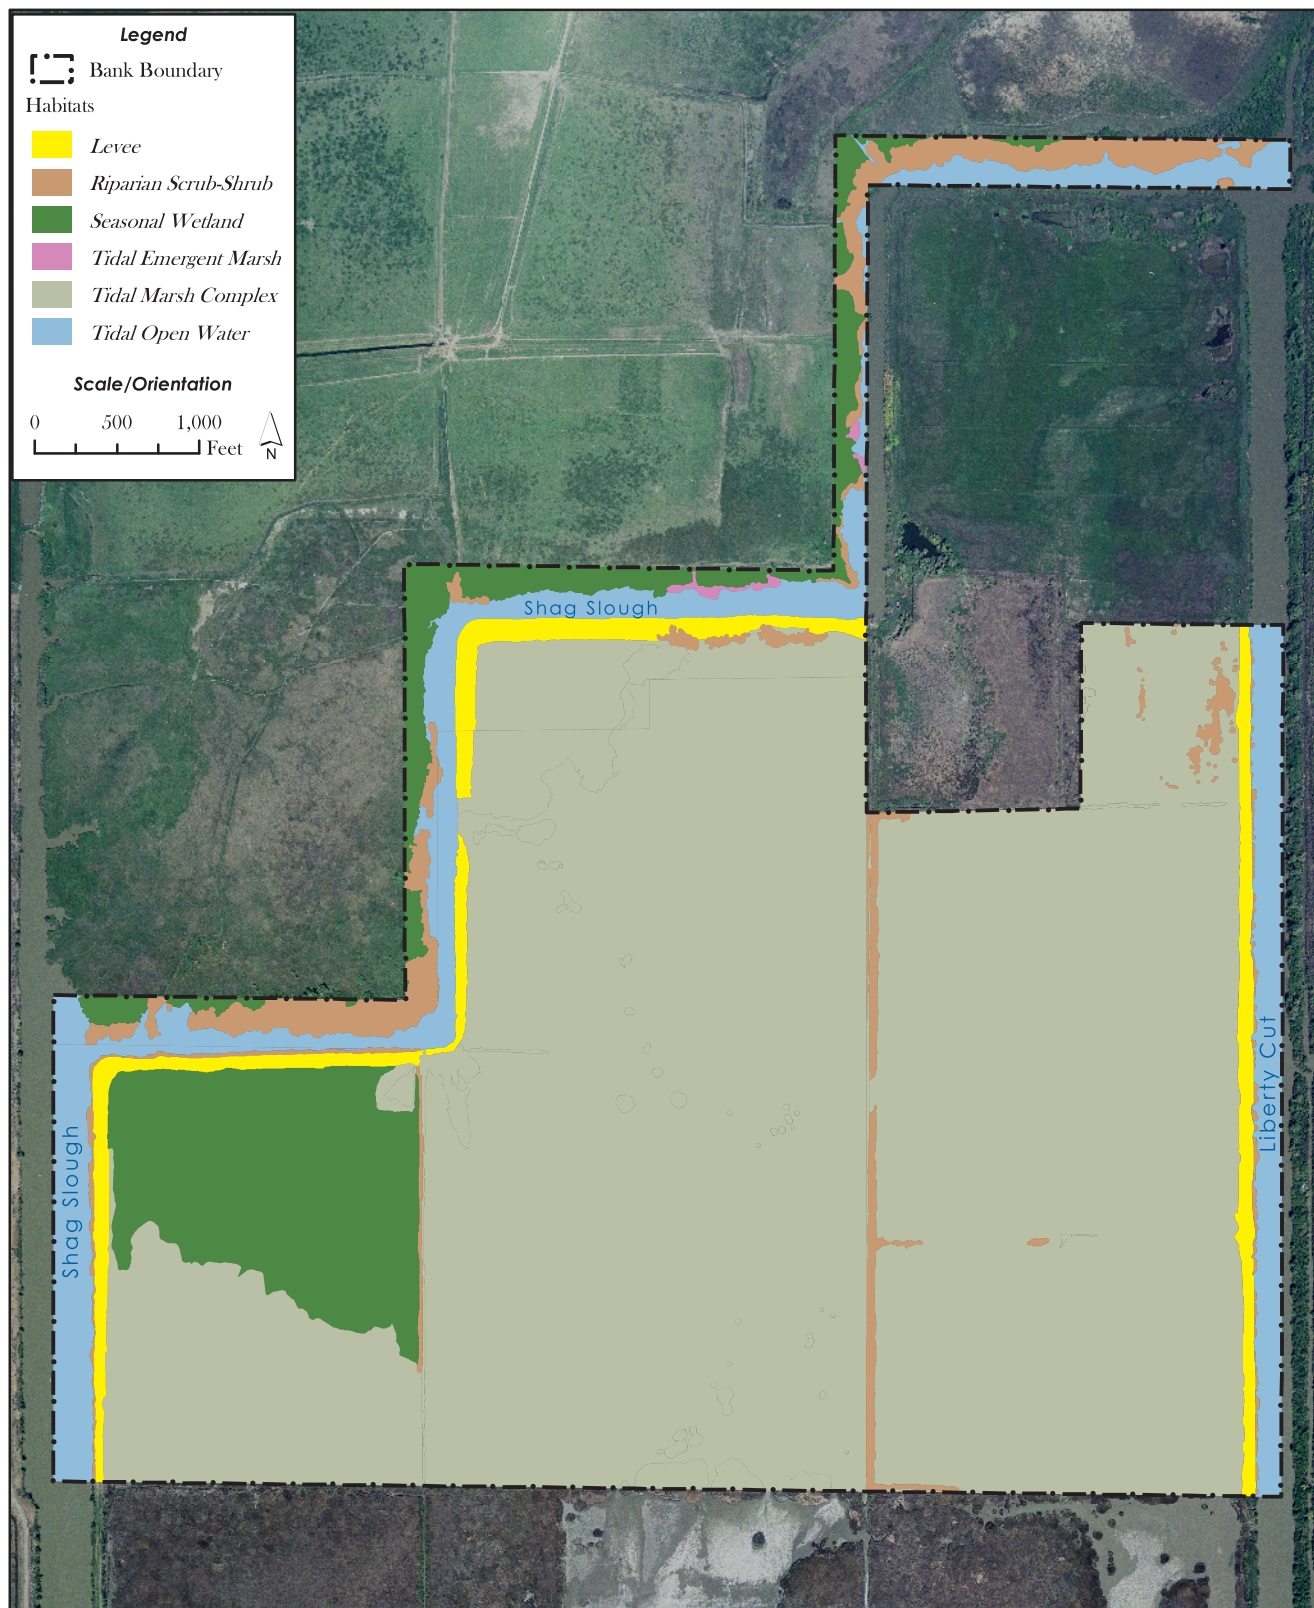 Legend
Bank Boundary
Habitats
Levee
Riparian Scrub-Shrub
Seasonal Wetland
Tidal Emergent Marsh
Tidal Marsh Complex
Tidal Open Water
Scale/Orientation
0 500 1,000
Feet
N
Shag Slough
Shag Slough
Liberty Cut